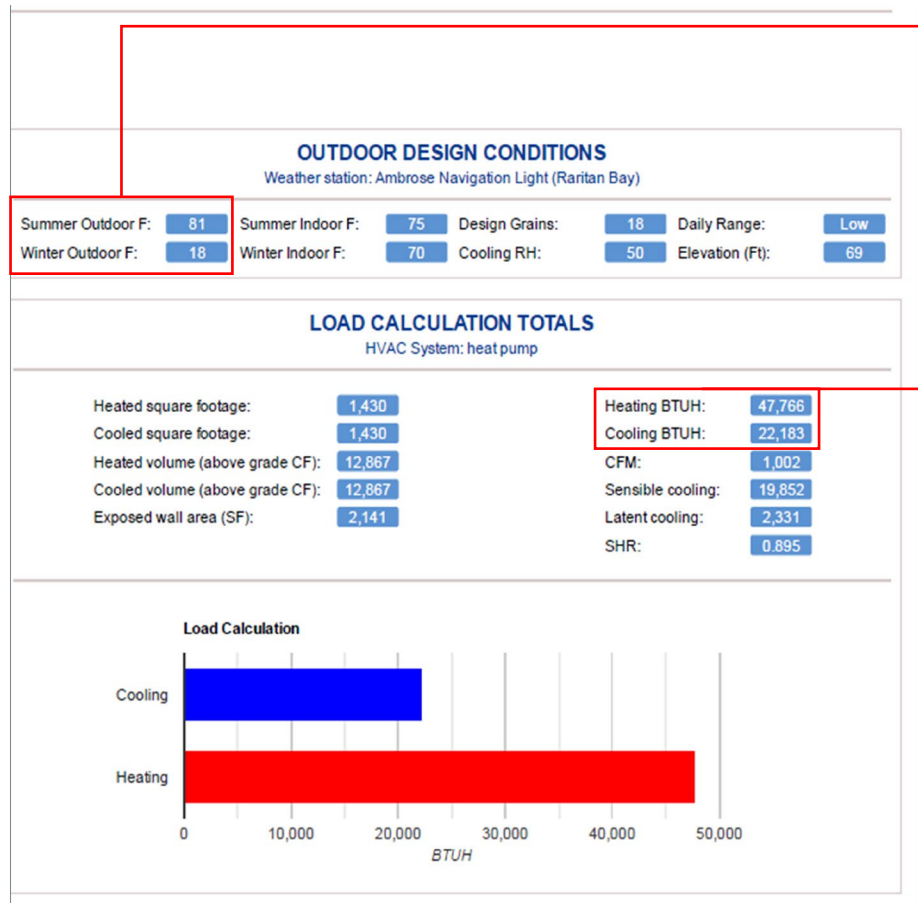 OUTDOOR DESIGN CONDITIONS
Weather station: Ambrose Navigation Light (Raritan Bay)
Summer Outdoor F: 81 Summer Indoor F: 75 Design Grains: 18 Daily Range: Low
Winter Outdoor F: 18 Winter Indoor F: 70 Cooling RH: 50 Elevation (Ft): 69
LOAD CALCULATION TOTALS
HVAC System: heat pump
Heated square footage: 1,430 Heating BTUH: 47,766
Cooled square footage: 1,430 Cooling BTUH: 22,183
Heated volume (above grade CF): 12,867 CFM: 1,002
Cooled volume (above grade CF): 12,867 Sensible cooling: 19,852
Exposed wall area (SF): 2,141 Latent cooling: 2,331
SHR: 0.895
Load Calculation
Cooling
Heating
0 10,000 20,000 30,000 40,000 50,000
BTUH